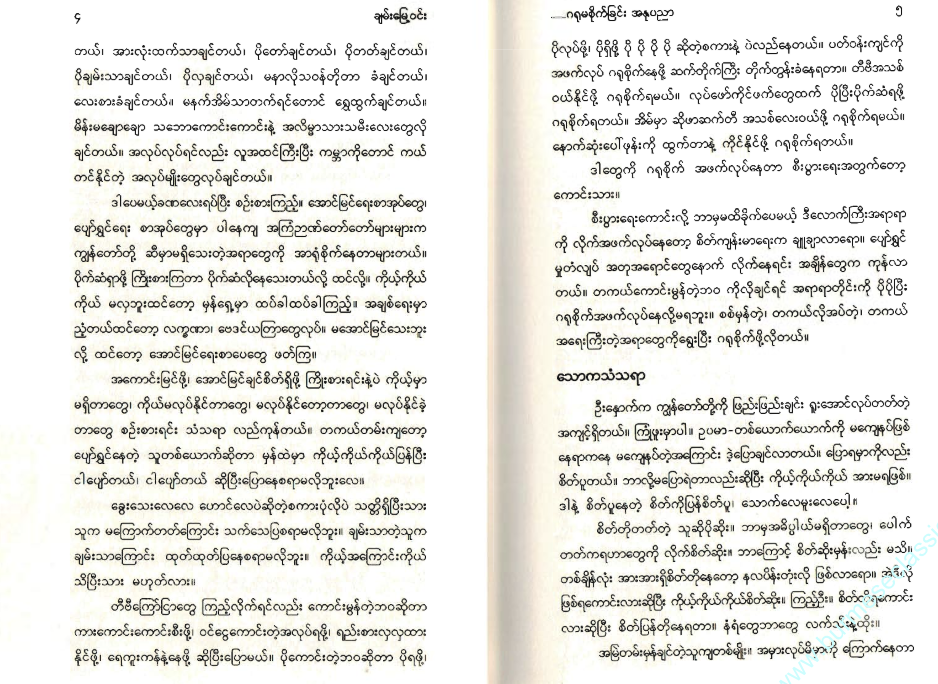 ၄
ချမ်းမြေ့ဝင်း
တယ်၊ အားလုံးထက်သာချင်တယ်၊ ပိုတော်ချင်တယ်၊ ပိုတတ်ချင်တယ်၊
ပိုချမ်းသာချင်တယ်၊ ပိုလှချင်တယ်၊ မနာလိုသဝန်တိုတာ ခံချင်တယ်၊
လေးစားခံချင်တယ်။ မနက်အိမ်သာတက်ရင်တောင် ရွှေထွက်ချင်တယ်။
မိန်းမချောချော သဘောကောင်းကောင်းနဲ့ အလိမ္မာသားသမီးလေးတွေလို
ချင်တယ်။ အလုပ်လုပ်ရင်လည်း လူအထင်ကြီးပြီး ကမ္ဘာကိုတောင် ကယ်
တင်နိုင်တဲ့ အလုပ်မျိုးတွေလုပ်ချင်တယ်။
ဒါပေမယ့်ခဏလေးရပ်ပြီး စဉ်းစားကြည့်။ အောင်မြင်ရေးစာအုပ်တွေ၊
ပျော်ရွှင်ရေး စာအုပ်တွေမှာ ပါနေကျ အကြံဉာဏ်တော်တော်များများက
ကျွန်တော်တို့ ဆီမှာမရှိသေးတဲ့အရာတွေကို အာရုံစိုက်နေတာများတယ်။
ပိုက်ဆံရှာဖို့ ကြိုးစားကြတာ ပိုက်ဆံလိုနေသေးတယ်လို့ ထင်လို့။ ကိုယ့်ကိုယ်
ကိုယ် မလှဘူးထင်တော့ မှန်ရှေ့မှာ ထပ်ခါထပ်ခါကြည့်။ အချစ်ရေးမှာ
ညံ့တယ်ထင်တော့ လက္ခဏာ၊ ဗေဒင်ယတြာတွေလုပ်။ မအောင်မြင်သေးဘူး
လို့ ထင်တော့ အောင်မြင်ရေးစာပေတွေ ဖတ်ကြ။
အကောင်းမြင်ဖို့၊ အောင်မြင်ချင်စိတ်ရှိဖို့ ကြိုးစားရင်းနဲ့ပဲ ကိုယ့်မှာ
မရှိတာတွေ၊ ကိုယ်မလုပ်နိုင်တာတွေ၊ မလုပ်နိုင်တော့တာတွေ၊ မလုပ်နိုင်ခဲ့
တာတွေ စဉ်းစားရင်း သံသရာ လည်ကုန်တယ်။ တကယ်တမ်းကျတော့
ပျော်ရွှင်နေတဲ့ သူတစ်ယောက်ဆိုတာ မှန်ထဲမှာ ကိုယ့်ကိုယ်ကိုယ်ပြန်ပြီး
ငါပျော်တယ်၊ ငါပျော်တယ် ဆိုပြီးပြောနေစရာမလိုဘူးလေ။
ခွေးသေးလေလေ ဟောင်လေပဲဆိုတဲ့စကားပုံလိုပဲ သတ္တိရှိပြီးသား
သူက မကြောက်တတ်ကြောင်း သက်သေပြစရာမလိုဘူး။ ချမ်းသာတဲ့သူက
ချမ်းသာကြောင်း ထုတ်ထုတ်ပြနေစရာမလိုဘူး။ ကိုယ့်အကြောင်းကိုယ်
သိပြီးသား မဟုတ်လား။
တီဗီကြော်ငြာတွေ ကြည့်လိုက်ရင်လည်း ကောင်းမွန်တဲ့ဘဝဆိုတာ
ကားကောင်းကောင်းစီးဖို့၊ ဝင်ငွေကောင်းတဲ့အလုပ်ရဖို့၊ ရည်းစားလှလှထား
နိုင်ဖို့၊ ရေကူးကန်နဲ့နေဖို့ ဆိုပြီးပြောမယ်။ ပိုကောင်းတဲ့ဘဝဆိုတာ ပိုရဖို့၊
.....ဂရုမစိုက်ခြင်း အနုပညာ
၅
ပိုလုပ်ဖို့၊ ပိုရှိဖို့ ပို ပို ပို ပို ဆိုတဲ့စကားနဲ့ ပဲလည်နေတယ်။ ပတ်ဝန်းကျင်ကို
အဖက်လုပ် ဂရုစိုက်နေဖို့ ဆက်တိုက်ကြီး တိုက်တွန်းခံနေရတာ။ တီဗီအသစ်
ဝယ်နိုင်ဖို့ ဂရုစိုက်ရမယ်။ လုပ်ဖော်ကိုင်ဖက်တွေထက် ပိုပြီးပိုက်ဆံရဖို့
ဂရုစိုက်ရတယ်။ အိမ်မှာ ဆိုဖာဆက်တီ အသစ်လေးဝယ်ဖို့ ဂရုစိုက်ရမယ်။
နောက်ဆုံးပေါ်ဖုန်းကို ထွက်တာနဲ့ ကိုင်နိုင်ဖို့ ဂရုစိုက်ရတယ်။
ဒါတွေကို ဂရုစိုက် အဖက်လုပ်နေတာ စီးပွားရေးအတွက်တော့
ကောင်းသား။
စီးပွားရေးကောင်းလို့ ဘာမှမထိခိုက်ပေမယ့် ဒီလောက်ကြီးအရာရာ
ကို လိုက်အဖက်လုပ်နေတော့ စိတ်ကျန်းမာရေးက ချူချာလာရော။ ပျော်ရွှင်
မှုတံလျှပ် အတုအရောင်တွေနောက် လိုက်နေရင်း အချိန်တွေက ကုန်လာ
တယ်။ တကယ်ကောင်းမွန်တဲ့ဘဝ ကိုလိုချင်ရင် အရာရာတိုင်းကို ပိုပိုပြီး
ဂရုစိုက်အဖက်လုပ်နေလို့မရဘူး။ စစ်မှန်တဲ့၊ တကယ်လိုအပ်တဲ့၊ တကယ်
အရေးကြီးတဲ့အရာတွေကိုရွေးပြီး ဂရုစိုက်ဖို့လိုတယ်။
သောကသံသရာ
ဦးနှောက်က ကျွန်တော်တို့ကို ဖြည်းဖြည်းချင်း ရူးအောင်လုပ်တတ်တဲ့
အကျင့်ရှိတယ်။ ကြုံဖူးမှာပါ။ ဥပမာ-တစ်ယောက်ယောက်ကို မကျေနပ်ဖြစ်
နေရာကနေ မကျေနပ်တဲ့အကြောင်း ဒဲ့ပြောချင်လာတယ်။ ပြောရမှာကိုလည်း
စိတ်ပူတယ်။ ဘာလို့မပြောရဲတာလည်းဆိုပြီး ကိုယ့်ကိုယ်ကိုယ် အားမရဖြစ်။
ဒါနဲ့ စိတ်ပူနေတဲ့ စိတ်ကိုပြန်စိတ်ပူ၊ သောက်လေမူးလေပေါ့။
စိတ်တိုတတ်တဲ့ သူဆိုပိုဆိုး။ ဘာမှအဓိပ္ပါယ်မရှိတာတွေ၊ ပေါက်
တတ်ကရဟာတွေကို လိုက်စိတ်ဆိုး။ ဘာကြောင့် စိတ်ဆိုးမှန်းလည်း မသိ။
တစ်ချိန်လုံး အားအားရှိစိတ်တိုနေတော့ နလပိန်းတုံးလို ဖြစ်လာရော။ အဲဒီလို
ဖြစ်ရကောင်းလားဆိုပြီး ကိုယ့်ကိုယ်ကိုယ်စိတ်ဆိုး။ ကြည့်ဦး။ စိတ်တိုရကောင်း
လားဆိုပြီး စိတ်ပြန်တိုနေရတာ။ နံရံတွေဘာတွေ လက်သီးနဲ့ထိုး။
အမြဲတမ်းမှန်ချင်တဲ့သူကျတစ်မျိုး။ အမှားလုပ်မိမှာကို ကြောက်နေတာ